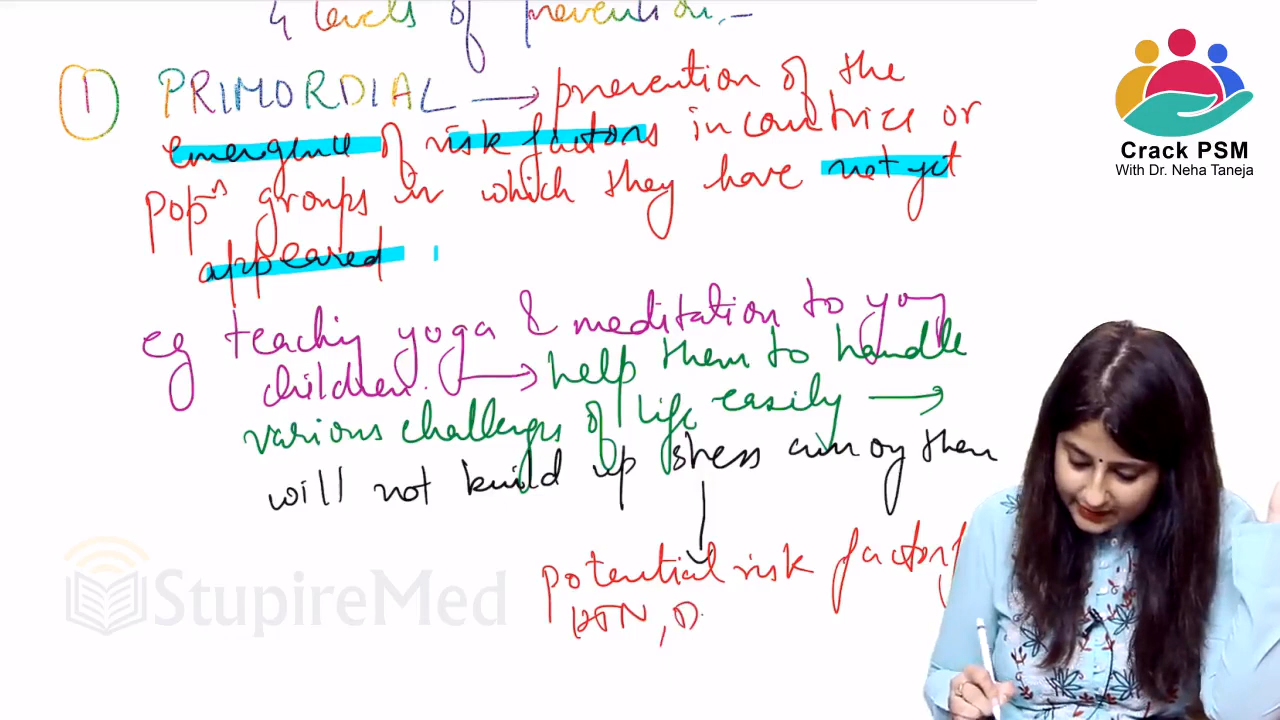 4 levels of prevention:-
① PRIMORDIAL → prevention of the
emergence of risk factors in countries or
popⁿˢ groups in which they have not yet
appeared
eg teaching yoga & meditation to young
children. → help them to handle
various challenges of life easily →
will not build up stress among them
potential risk factor
HTN, D
Crack PSM
With Dr. Neha Taneja
StupireMed